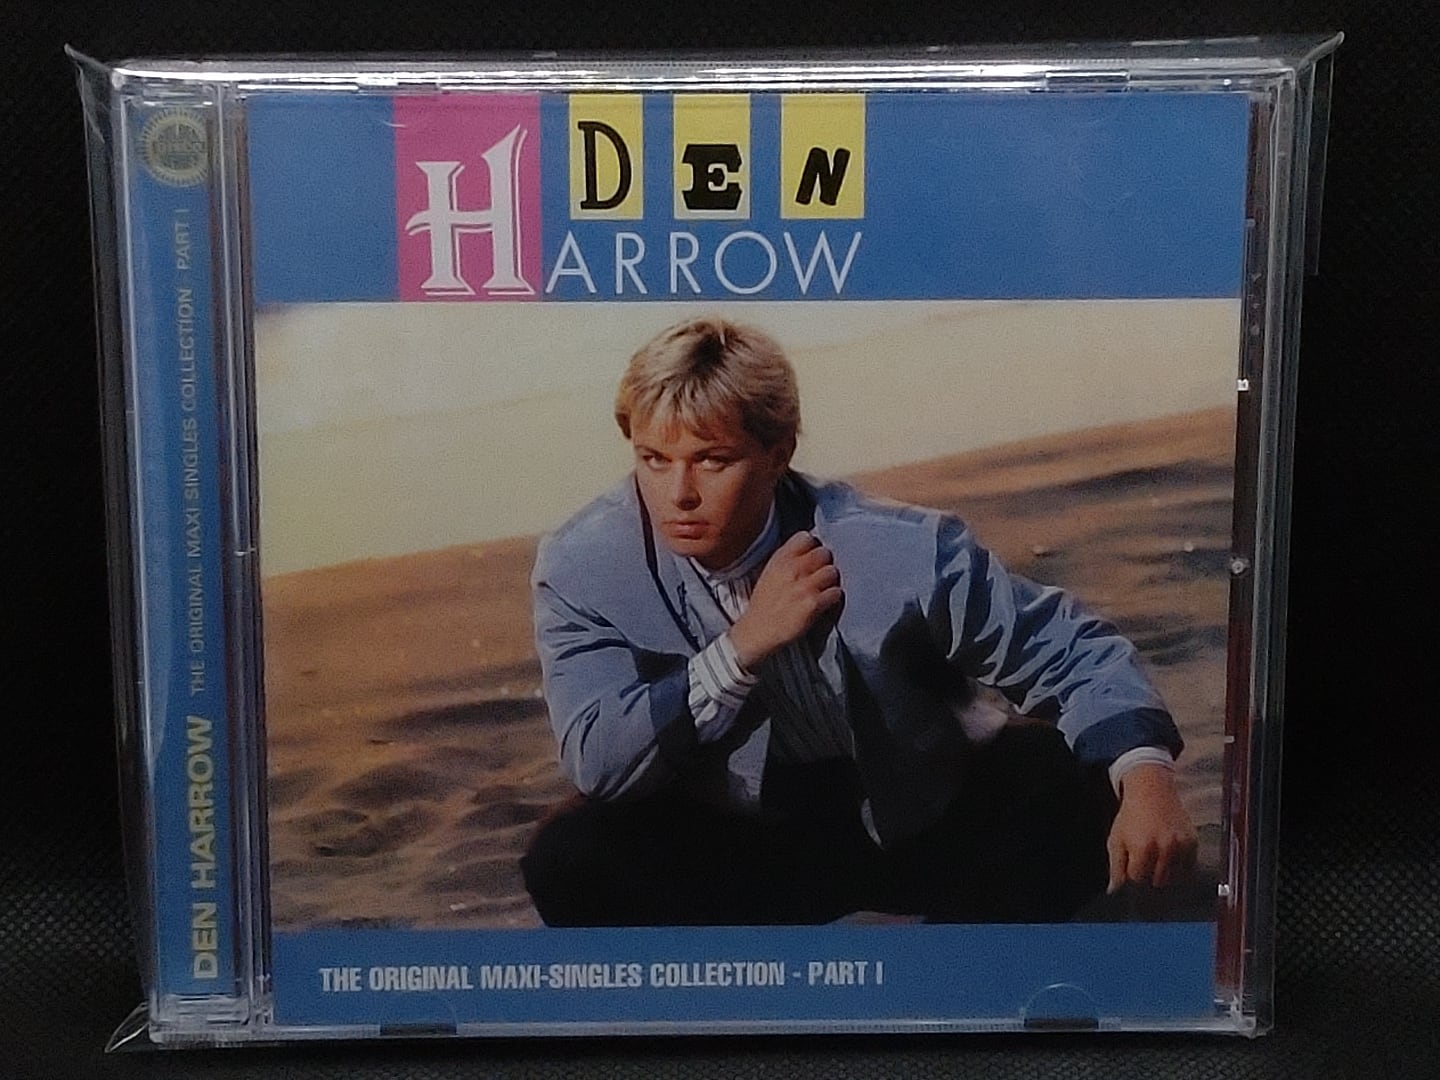 DEN
HARROW
THE ORIGINAL MAXI-SINGLES COLLECTION - PART I
DEN HARROW THE ORIGINAL MAXI SINGLES COLLECTION - PART I